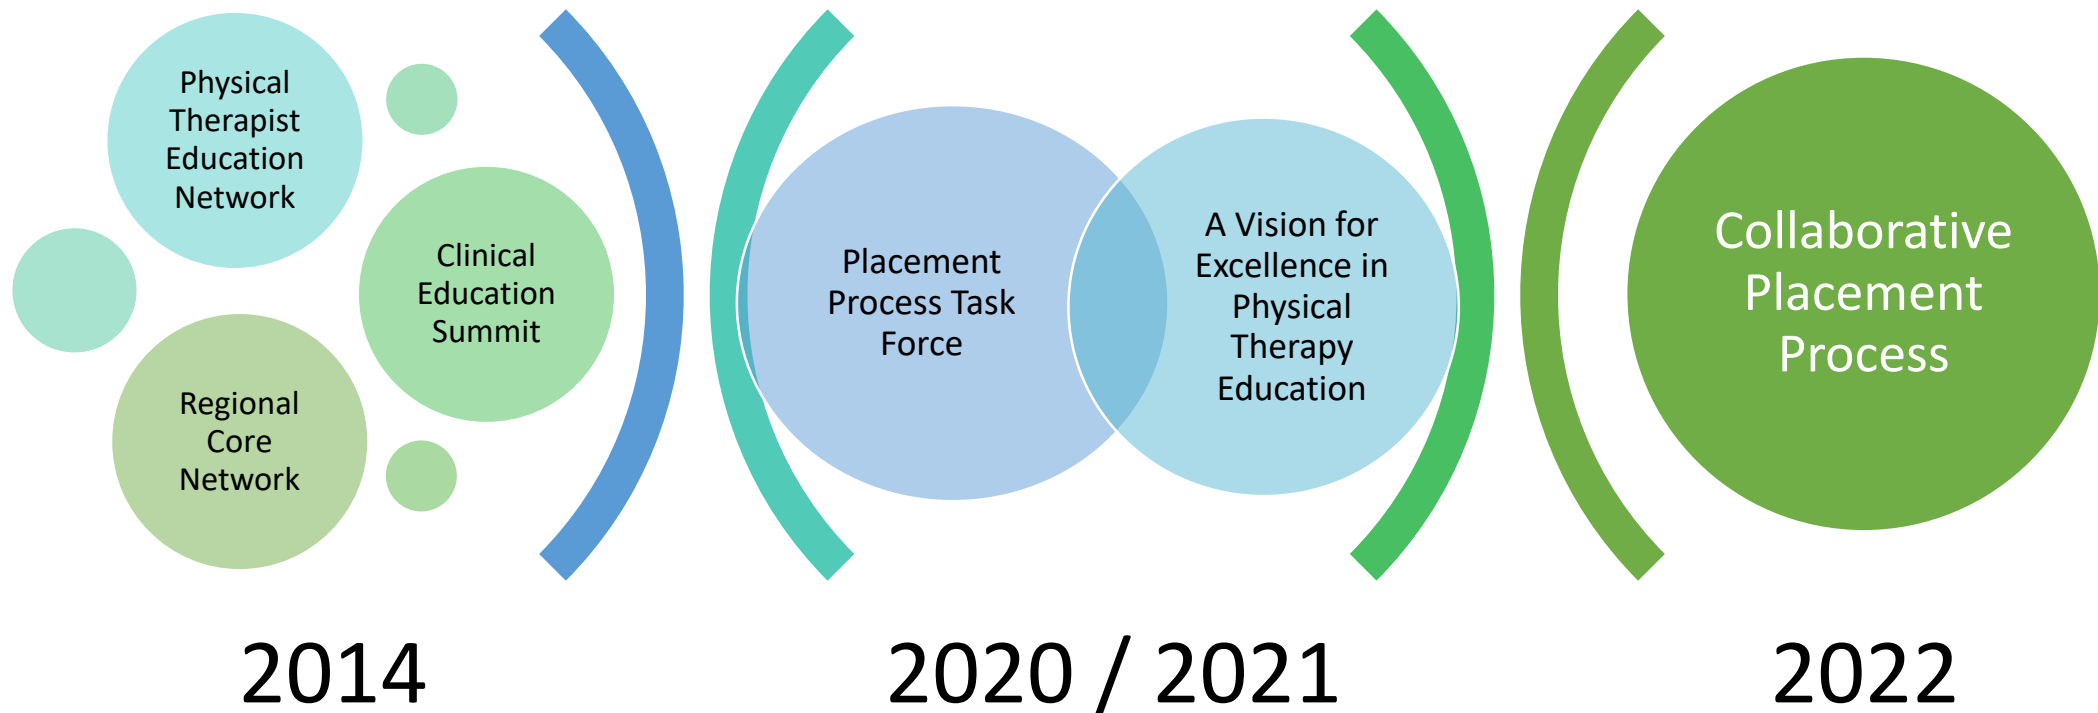 Physical
Therapist
Education
Network
Clinical
Education
Summit
Regional
Core
Network
Placement
Process Task
Force
A Vision for
Excellence in
Physical
Therapy
Education
Collaborative
Placement
Process
2014
2020 / 2021
2022